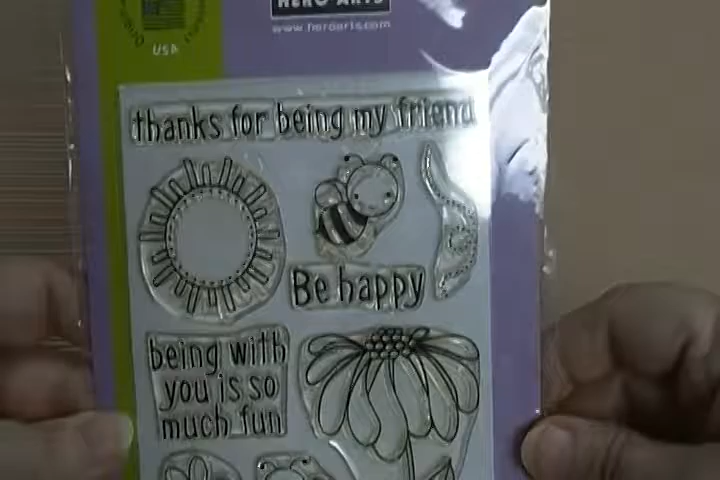 HERO ARTS
www.heroarts.com
USA
thanks for being my friend
Be happy
being with
you is so
much fun